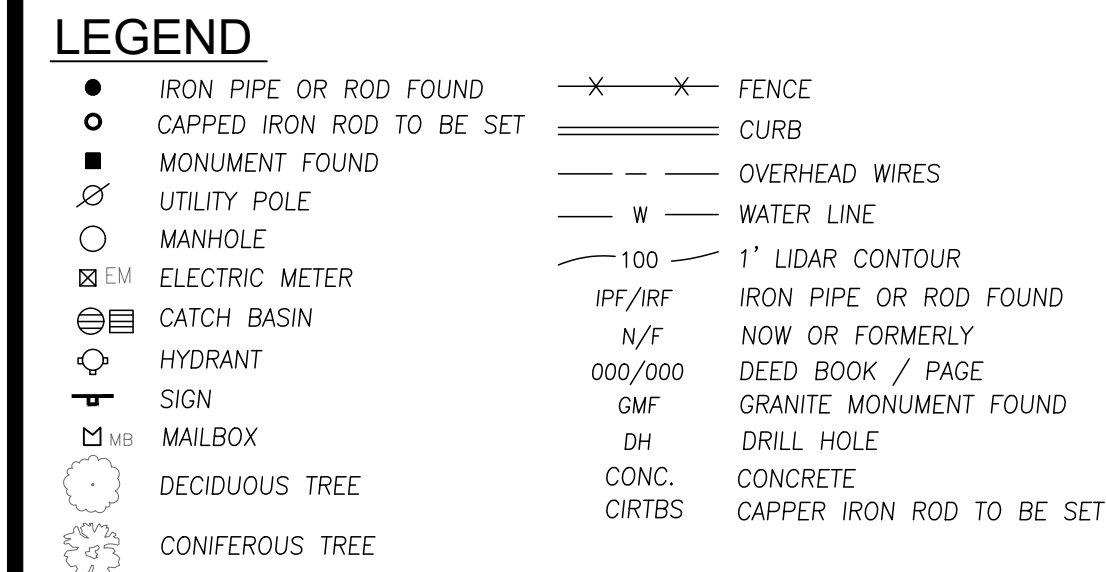 LEGEND
IRON PIPE OR ROD FOUND
CAPPED IRON ROD TO BE SET
MONUMENT FOUND
UTILITY POLE
MANHOLE
EM ELECTRIC METER
CATCH BASIN
HYDRANT
SIGN
MB MAILBOX
DECIDUOUS TREE
CONIFEROUS TREE
X X FENCE
CURB
OVERHEAD WIRES
W WATER LINE
100 1' LIDAR CONTOUR
IPF/IRF IRON PIPE OR ROD FOUND
N/F NOW OR FORMERLY
000/000 DEED BOOK / PAGE
GMF GRANITE MONUMENT FOUND
DH DRILL HOLE
CONC. CONCRETE
CIRTBS CAPPER IRON ROD TO BE SET